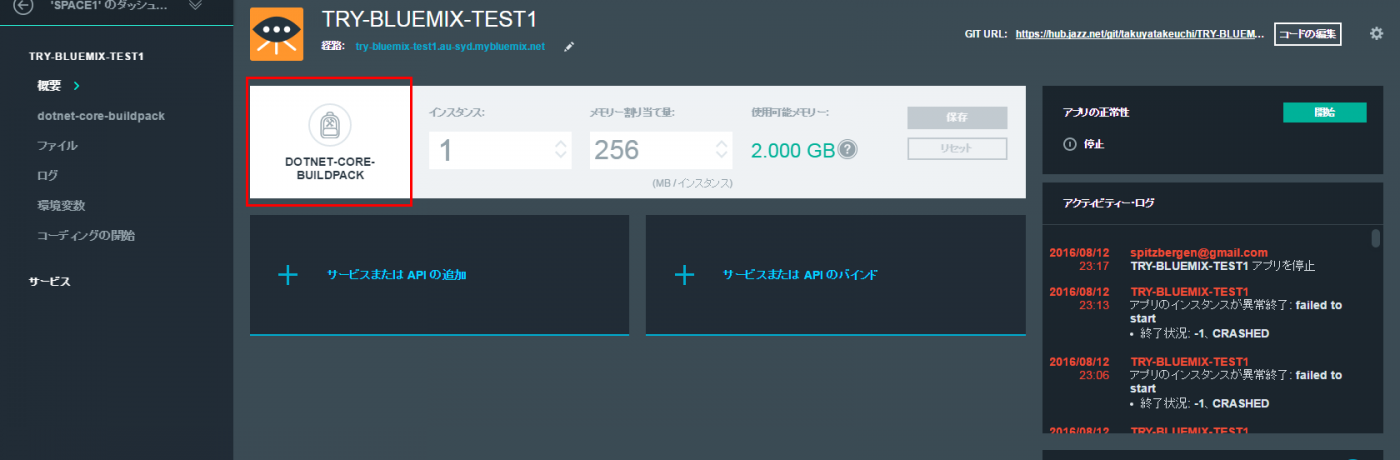 'SPACE1' のダッシュ...
TRY-BLUEMIX-TEST1
概要
dotnet-core-buildpack
ファイル
ログ
環境変数
コーディングの開始
サービス
TRY-BLUEMIX-TEST1
経路: try-bluemix-test1.au-syd.mybluemix.net
GIT URL: https://hub.jazz.net/git/takuyatakeuchi/TRY-BLUEM... コードの編集
DOTNET-CORE-
BUILDPACK
インスタンス:
1
メモリー割り当て量:
256
(MB / インスタンス)
使用可能メモリー:
2.000 GB ?
保存
リセット
サービスまたは API の追加
サービスまたは API のバインド
アプリの正常性
開始
停止
アクティビティー・ログ
2016/08/12 spitzbergen@gmail.com
23:17 TRY-BLUEMIX-TEST1 アプリを停止
2016/08/12 TRY-BLUEMIX-TEST1
23:13 アプリのインスタンスが異常終了: failed to
start
• 終了状況: -1、CRASHED
2016/08/12 TRY-BLUEMIX-TEST1
23:06 アプリのインスタンスが異常終了: failed to
start
• 終了状況: -1、CRASHED
2016/08/12 TRY-BLUEMIX-TEST1